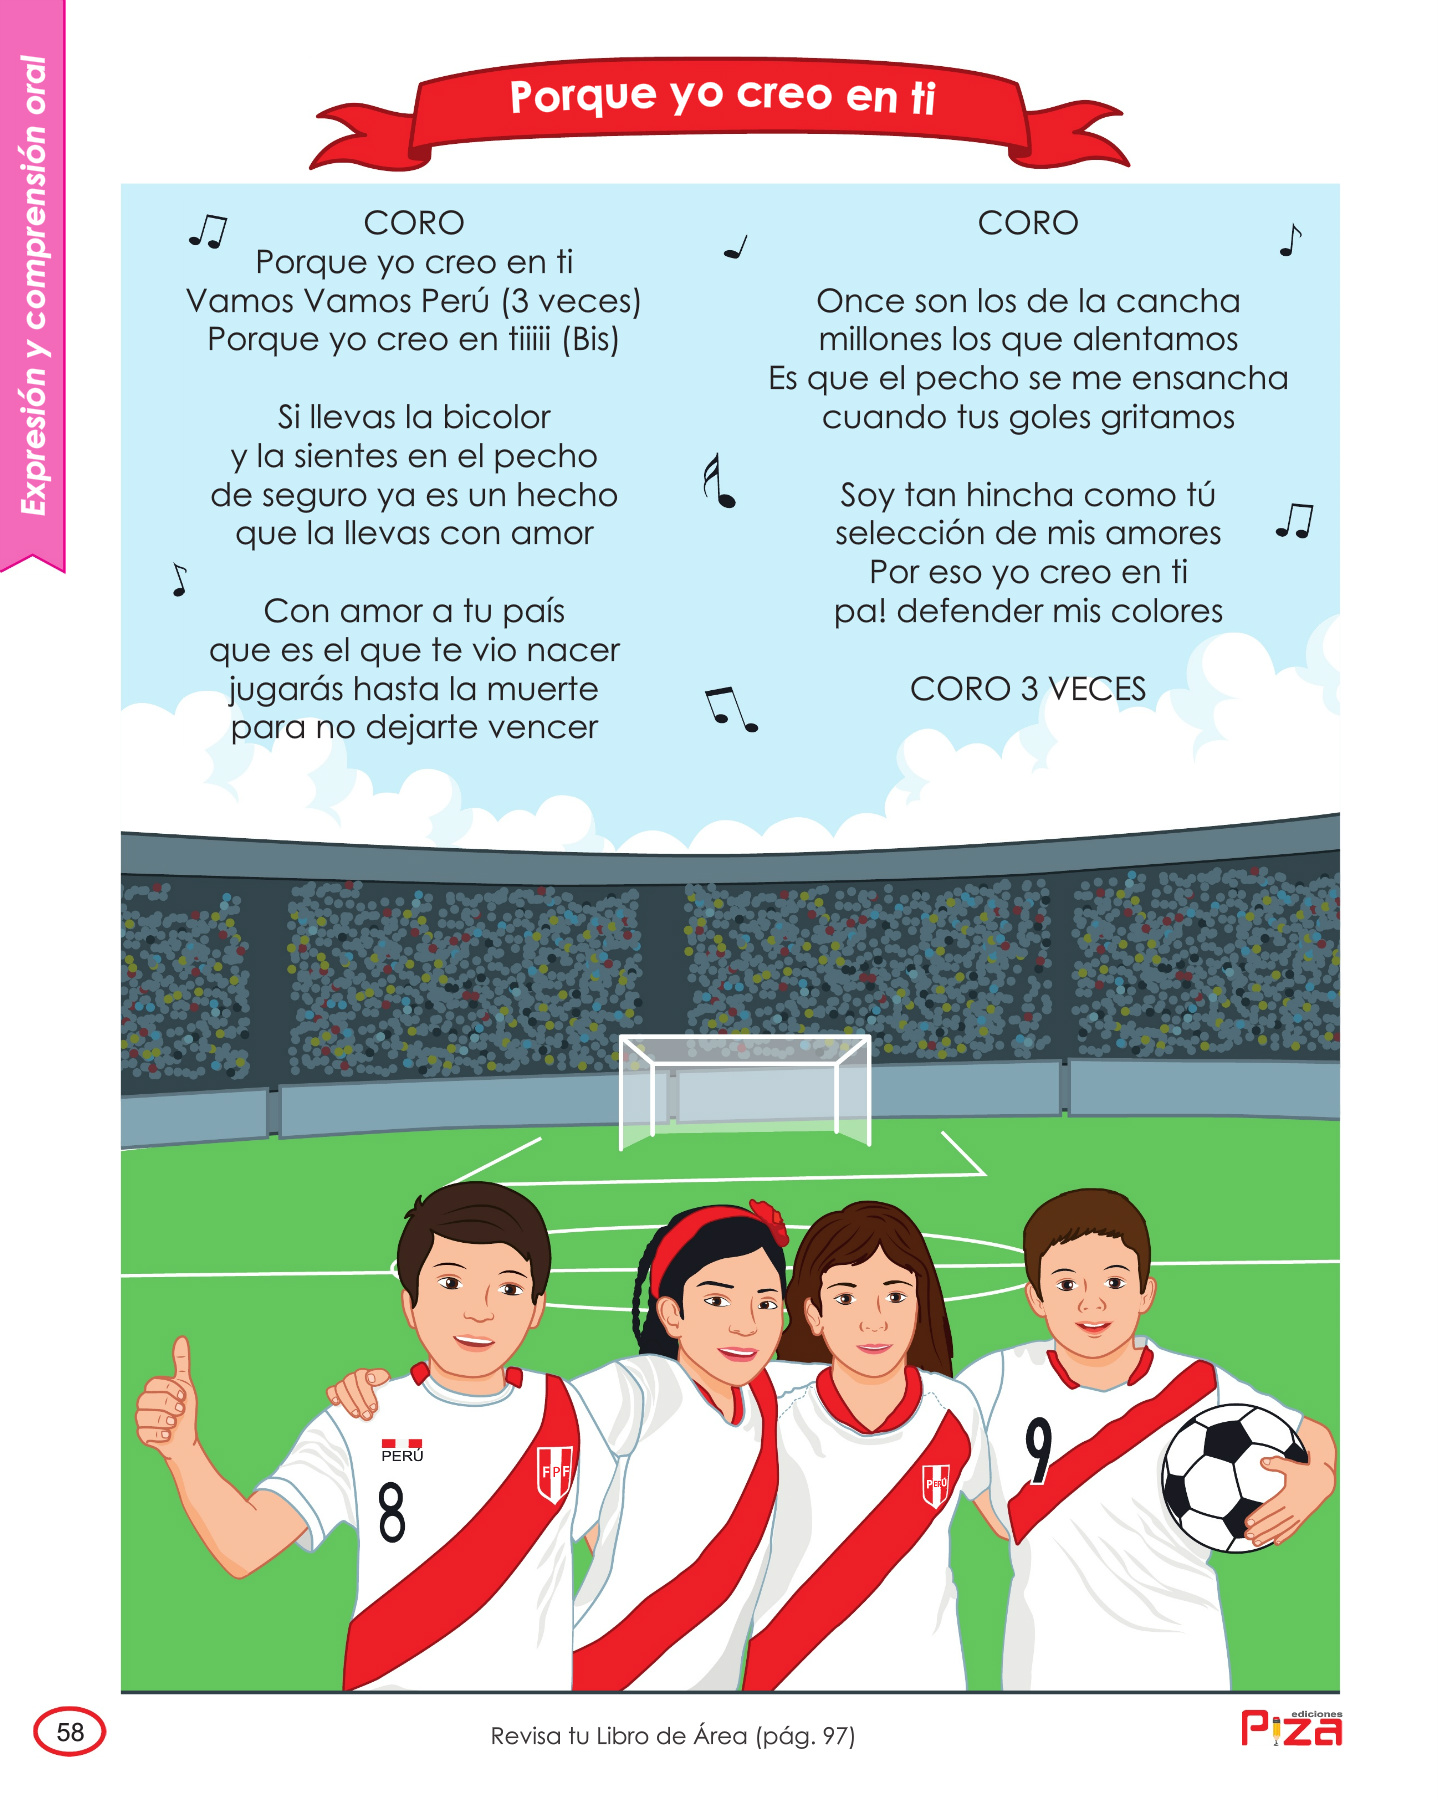 Expresión y comprensión oral
Porque yo creo en ti
CORO
Porque yo creo en ti
Vamos Vamos Perú (3 veces)
Porque yo creo en tiiiii (Bis)
Si llevas la bicolor
y la sientes en el pecho
de seguro ya es un hecho
que la llevas con amor
Con amor a tu país
que es el que te vio nacer
jugarás hasta la muerte
para no dejarte vencer
CORO
Once son los de la cancha
millones los que alentamos
Es que el pecho se me ensancha
cuando tus goles gritamos
Soy tan hincha como tú
selección de mis amores
Por eso yo creo en ti
pa! defender mis colores
CORO 3 VECES
PERÚ
8
FPF
PERÚ
9
58
Revisa tu Libro de Área (pág. 97)
ediciones
Piza